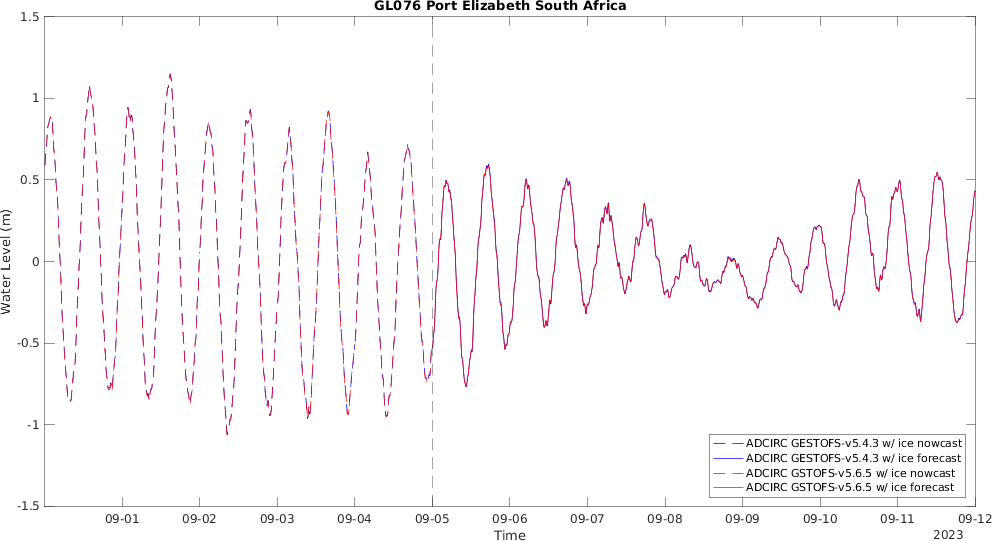 GL076 Port Elizabeth South Africa
1.5
1
0.5
0
-0.5
-1
-1.5
Water Level (m)
ADCIRC GESTOFS-v5.4.3 w/ ice nowcast
ADCIRC GESTOFS-v5.4.3 w/ ice forecast
ADCIRC GSTOFS-v5.6.5 w/ ice nowcast
ADCIRC GSTOFS-v5.6.5 w/ ice forecast
09-01 09-02 09-03 09-04 09-05 09-06 09-07 09-08 09-09 09-10 09-11 09-12
Time
2023